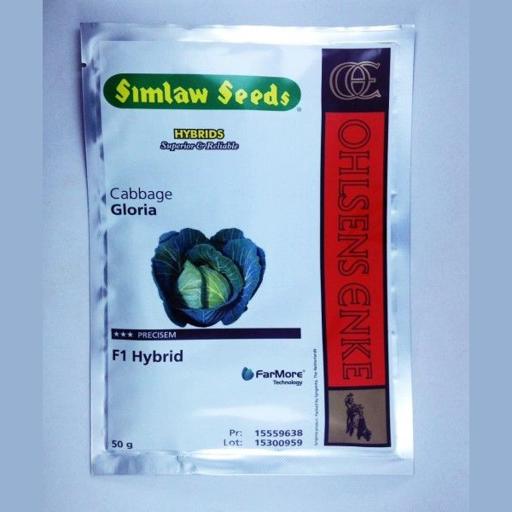 Simlaw Seeds
HYBRIDS
Superior & Reliable
Cabbage
Gloria
★★★ PRECISEM
F1 Hybrid
FarMore
Technology
Pr: 15559638
Lot: 15300959
50 g
OE
OHLSENS ENKE